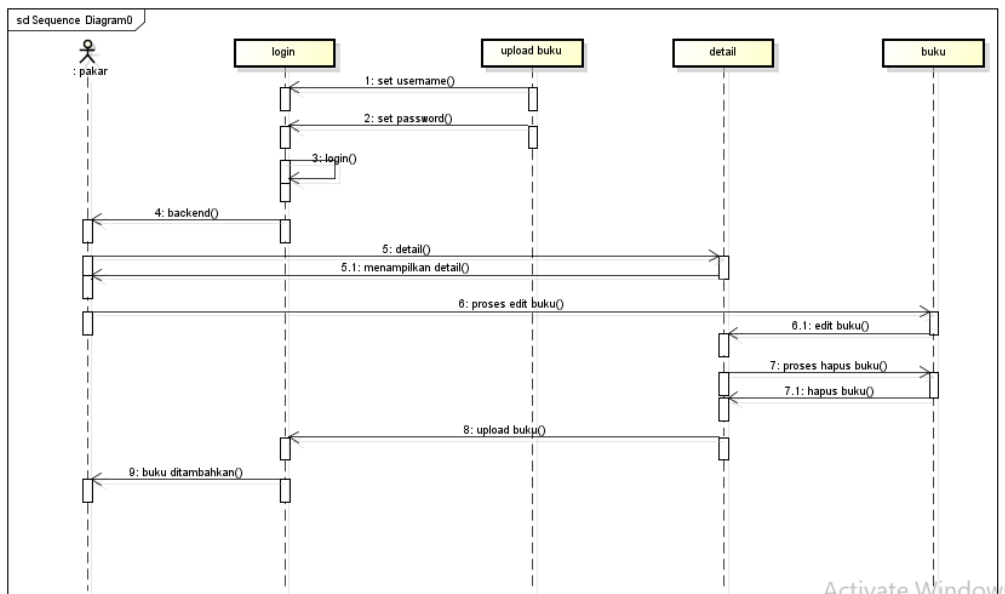 sd Sequence Diagram0
: pakar
login
upload buku
detail
buku
1: set username()
2: set password()
3: login()
4: backend()
5: detail()
5.1: menampilkan detail()
6: proses edit buku()
6.1: edit buku()
7: proses hapus buku()
7.1: hapus buku()
8: upload buku()
9: buku ditambahkan()
Activate Window